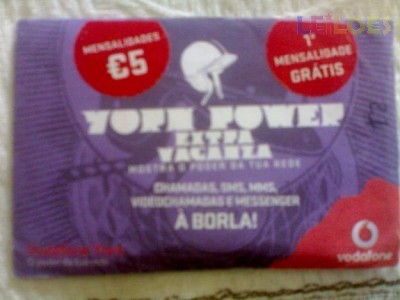 LEILOES
MENSALIDADES
€5
1ª
MENSALIDADE
GRÁTIS
YORN POWER
EXTRA
VAGANZA
MOSTRA O PODER DA TUA REDE
CHAMADAS, SMS, MMS,
VIDEOCHAMADAS E MESSENGER
À BORLA!
vodafone